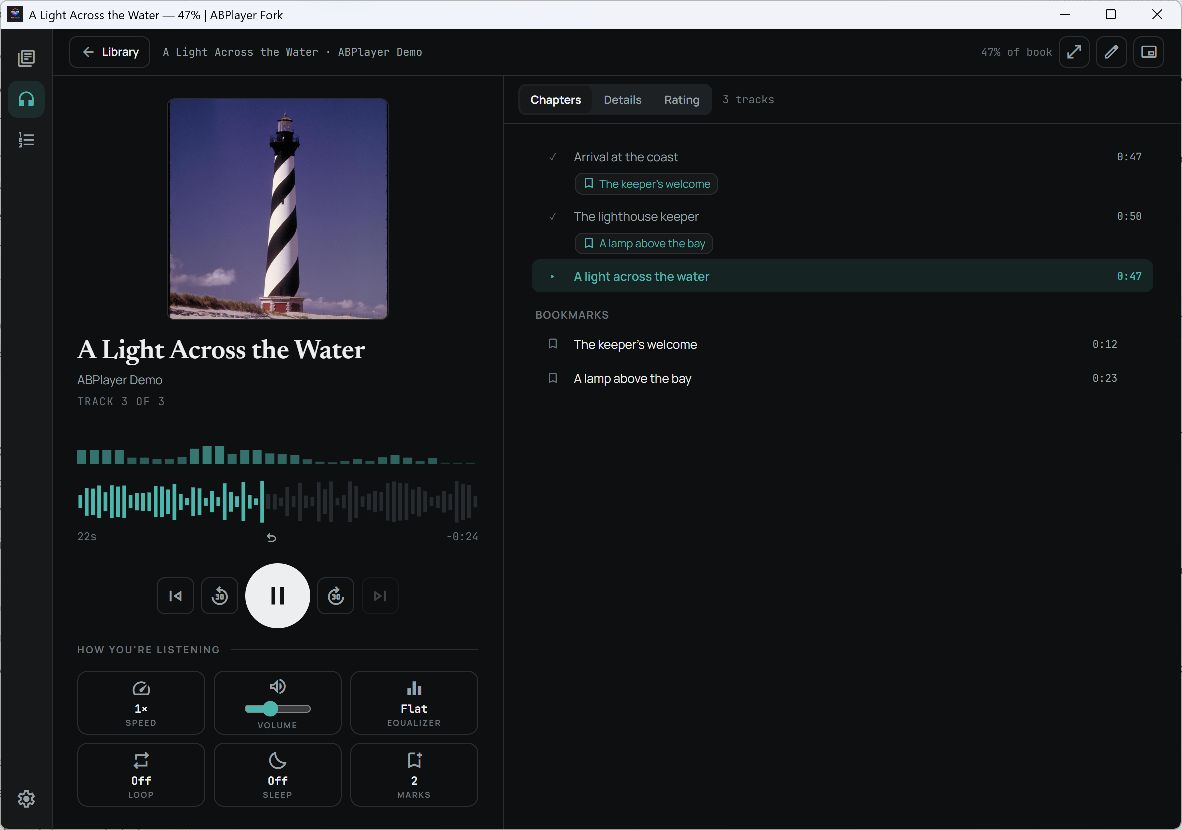 A Light Across the Water — 47% | ABPlayer Fork
Library
A Light Across the Water · ABPlayer Demo
47% of book
Chapters Details Rating 3 tracks
✓ Arrival at the coast 0:47
The keeper's welcome
✓ The lighthouse keeper 0:50
A lamp above the bay
A light across the water 0:47
BOOKMARKS
The keeper's welcome 0:12
A lamp above the bay 0:23
A Light Across the Water
ABPlayer Demo
TRACK 3 OF 3
22s -0:24
30 30
HOW YOU'RE LISTENING
1×
SPEED
VOLUME
Flat
EQUALIZER
Off
LOOP
Off
SLEEP
2
MARKS